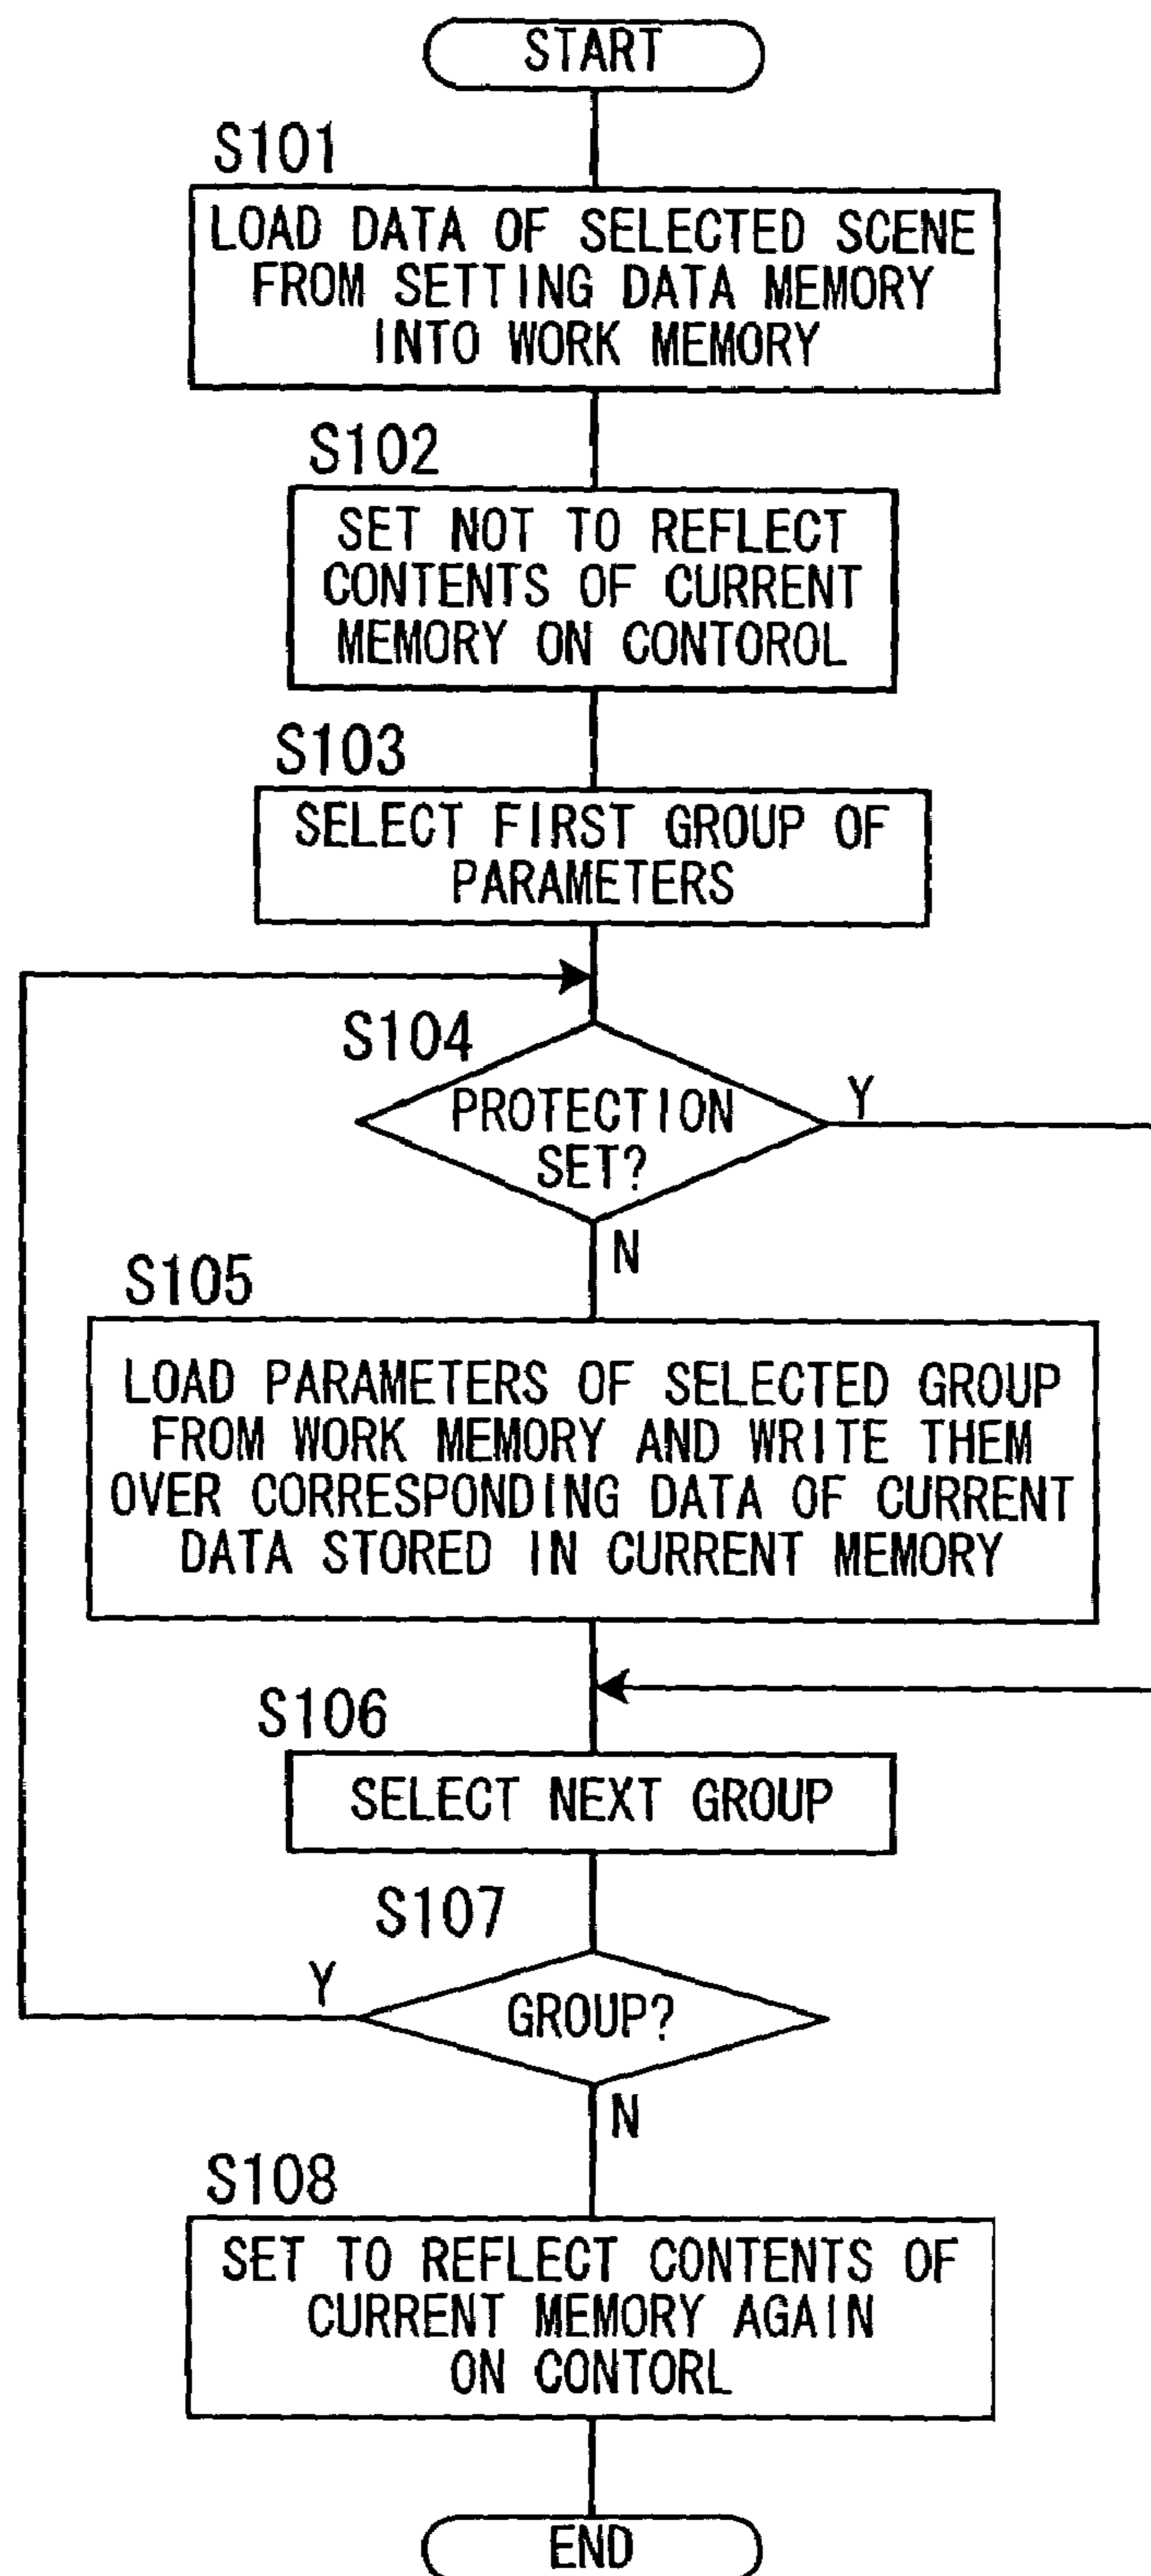 START
S101
LOAD DATA OF SELECTED SCENE
FROM SETTING DATA MEMORY
INTO WORK MEMORY
S102
SET NOT TO REFLECT
CONTENTS OF CURRENT
MEMORY ON CONTOROL
S103
SELECT FIRST GROUP OF
PARAMETERS
S104
PROTECTION
SET?
Y
N
S105
LOAD PARAMETERS OF SELECTED GROUP
FROM WORK MEMORY AND WRITE THEM
OVER CORRESPONDING DATA OF CURRENT
DATA STORED IN CURRENT MEMORY
S106
SELECT NEXT GROUP
S107
Y
GROUP?
N
S108
SET TO REFLECT CONTENTS OF
CURRENT MEMORY AGAIN
ON CONTORL
END